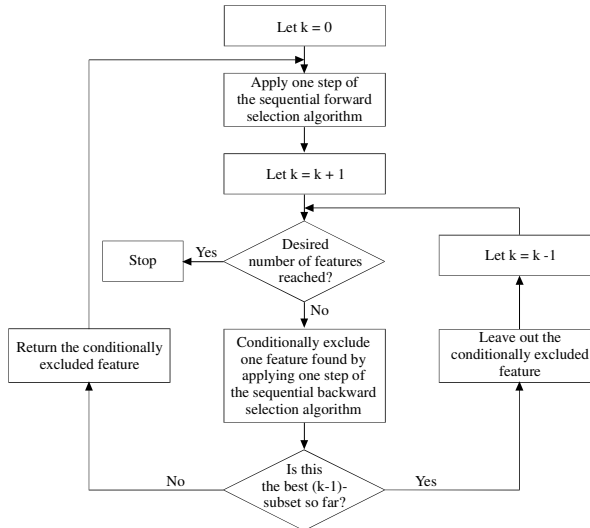 Let k = 0
Apply one step of
the sequential forward
selection algorithm
Let k = k + 1
Desired
number of features
reached?
Yes
Stop
Let k = k -1
No
Conditionally exclude
one feature found by
applying one step of
the sequential backward
selection algorithm
Return the conditionally
excluded feature
Leave out the
conditionally excluded
feature
Is this
the best (k-1)-
subset so far?
No
Yes